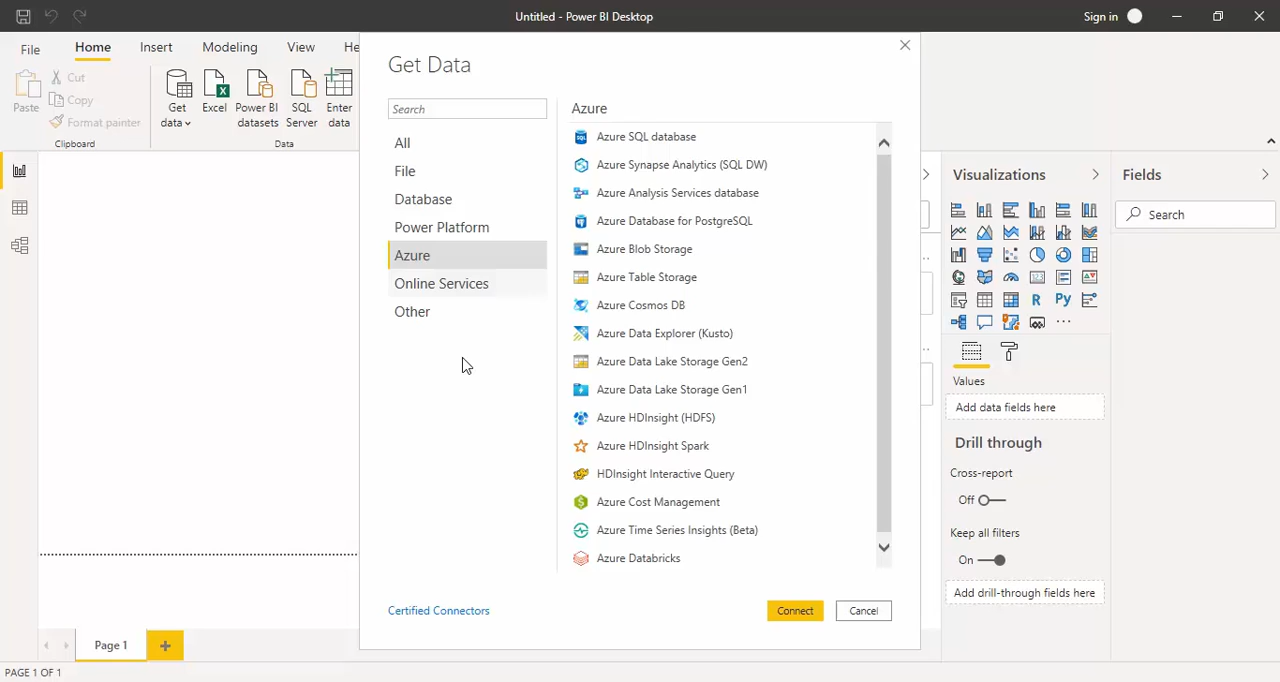 Untitled - Power BI Desktop
Sign in
File
Home
Insert
Modeling
View
He
Paste
Cut
Copy
Format painter
Clipboard
Get data
Excel
Power BI datasets
SQL Server
Enter data
Data
Get Data
Search
All
File
Database
Power Platform
Azure
Online Services
Other
Azure
Azure SQL database
Azure Synapse Analytics (SQL DW)
Azure Analysis Services database
Azure Database for PostgreSQL
Azure Blob Storage
Azure Table Storage
Azure Cosmos DB
Azure Data Explorer (Kusto)
Azure Data Lake Storage Gen2
Azure Data Lake Storage Gen1
Azure HDInsight (HDFS)
Azure HDInsight Spark
HDInsight Interactive Query
Azure Cost Management
Azure Time Series Insights (Beta)
Azure Databricks
Certified Connectors
Connect
Cancel
Visualizations
Values
Add data fields here
Drill through
Cross-report
Off
Keep all filters
On
Add drill-through fields here
Fields
Search
Page 1
PAGE 1 OF 1